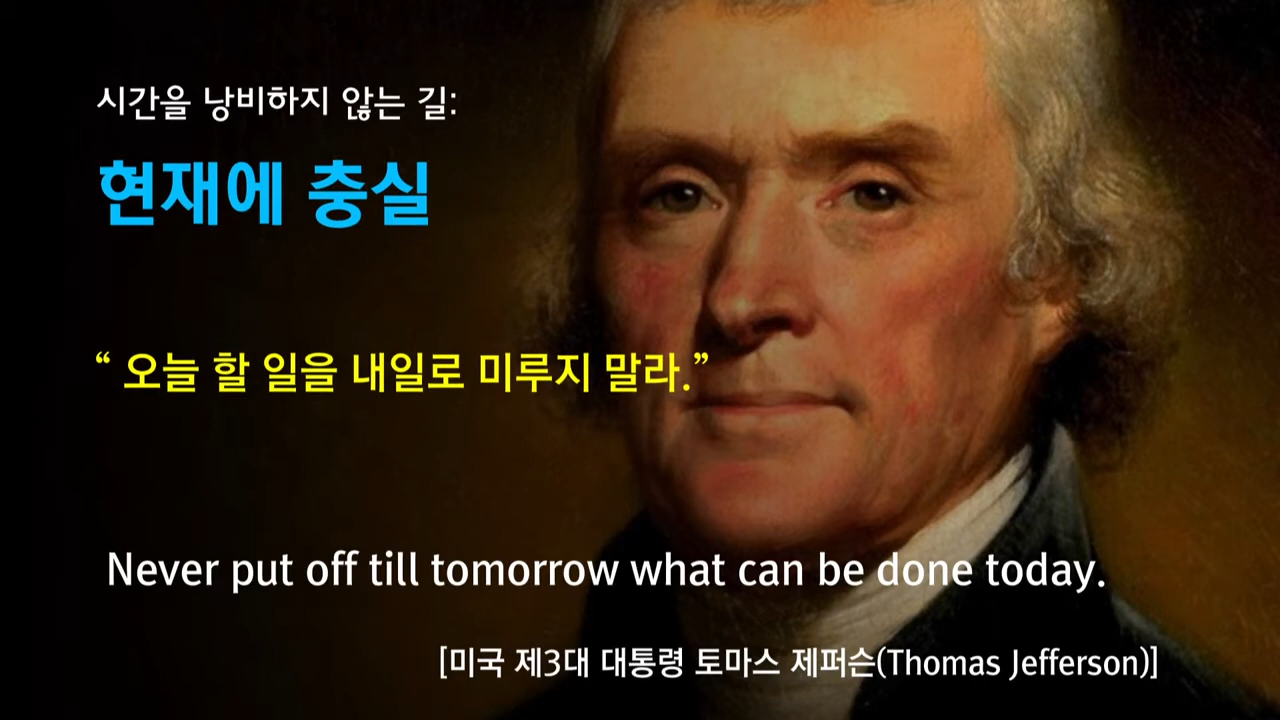 시간을 낭비하지 않는 길:
현재에 충실
“ 오늘 할 일을 내일로 미루지 말라.”
Never put off till tomorrow what can be done today.
[미국 제3대 대통령 토마스 제퍼슨(Thomas Jefferson)]